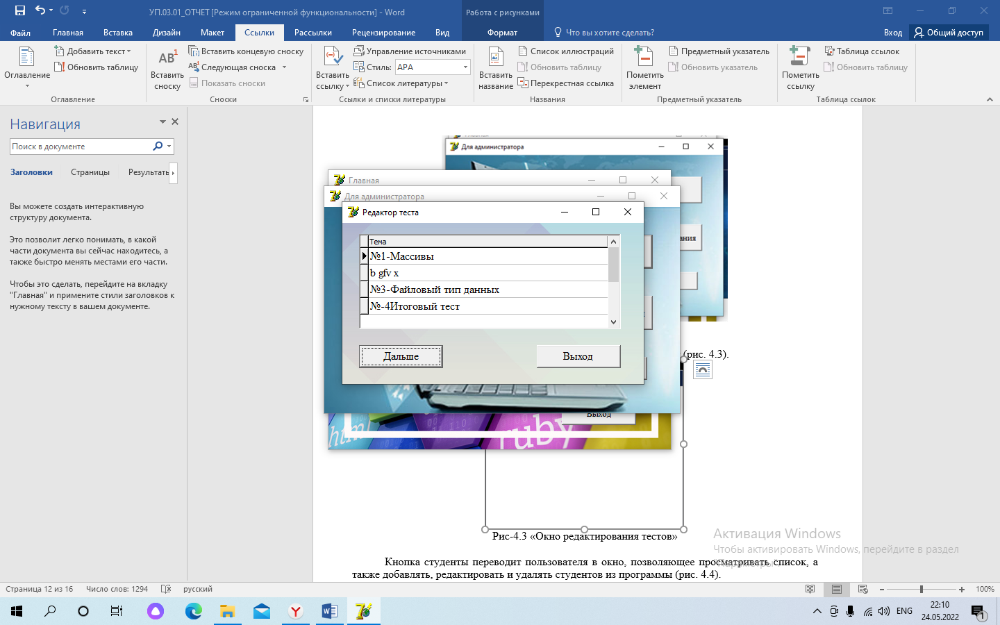 УП.03.01_ОТЧЕТ [Режим ограниченной функциональности] - Word
Работа с рисунками
Файл Главная Вставка Дизайн Макет Ссылки Рассылки Рецензирование Вид Формат Что вы хотите сделать? Вход Общий доступ
Оглавление
Добавить текст
Обновить таблицу
Оглавление
AB1
Вставить сноску
Вставить концевую сноску
Следующая сноска
Показать сноски
Сноски
Вставить ссылку
Управление источниками
Стиль: APA
Список литературы
Ссылки и списки литературы
Вставить название
Список иллюстраций
Обновить таблицу
Перекрестная ссылка
Названия
Пометить элемент
Предметный указатель
Обновить указатель
Предметный указатель
Пометить ссылку
Таблица ссылок
Обновить таблицу
Таблица ссылок
Навигация
Поиск в документе
Заголовки Страницы Результаты
Вы можете создать интерактивную
структуру документа.
Это позволит легко понимать, в какой
части документа вы сейчас находитесь, а
также быстро менять местами его части.
Чтобы это сделать, перейдите на вкладку
"Главная" и примените стили заголовков к
нужному тексту в вашем документе.
Для администратора
Главная
Для администратора
Редактор теста
Тема
№1-Массивы
b gfv x
№3-Файловый тип данных
№-4Итоговый тест
Дальше
Выход
ания
(рис. 4.3).
Выход
html
ruby
Рис-4.3 «Окно редактирования тестов»
Кнопка студенты переводит пользователя в окно, позволяющее просматривать список, а
также добавлять, редактировать и удалять студентов из программы (рис. 4.4).
Активация Windows
Чтобы активировать Windows, перейдите в раздел
"Параметры".
Страница 12 из 16 Число слов: 1294 русский 100%
ENG
22:10
24.05.2022
1